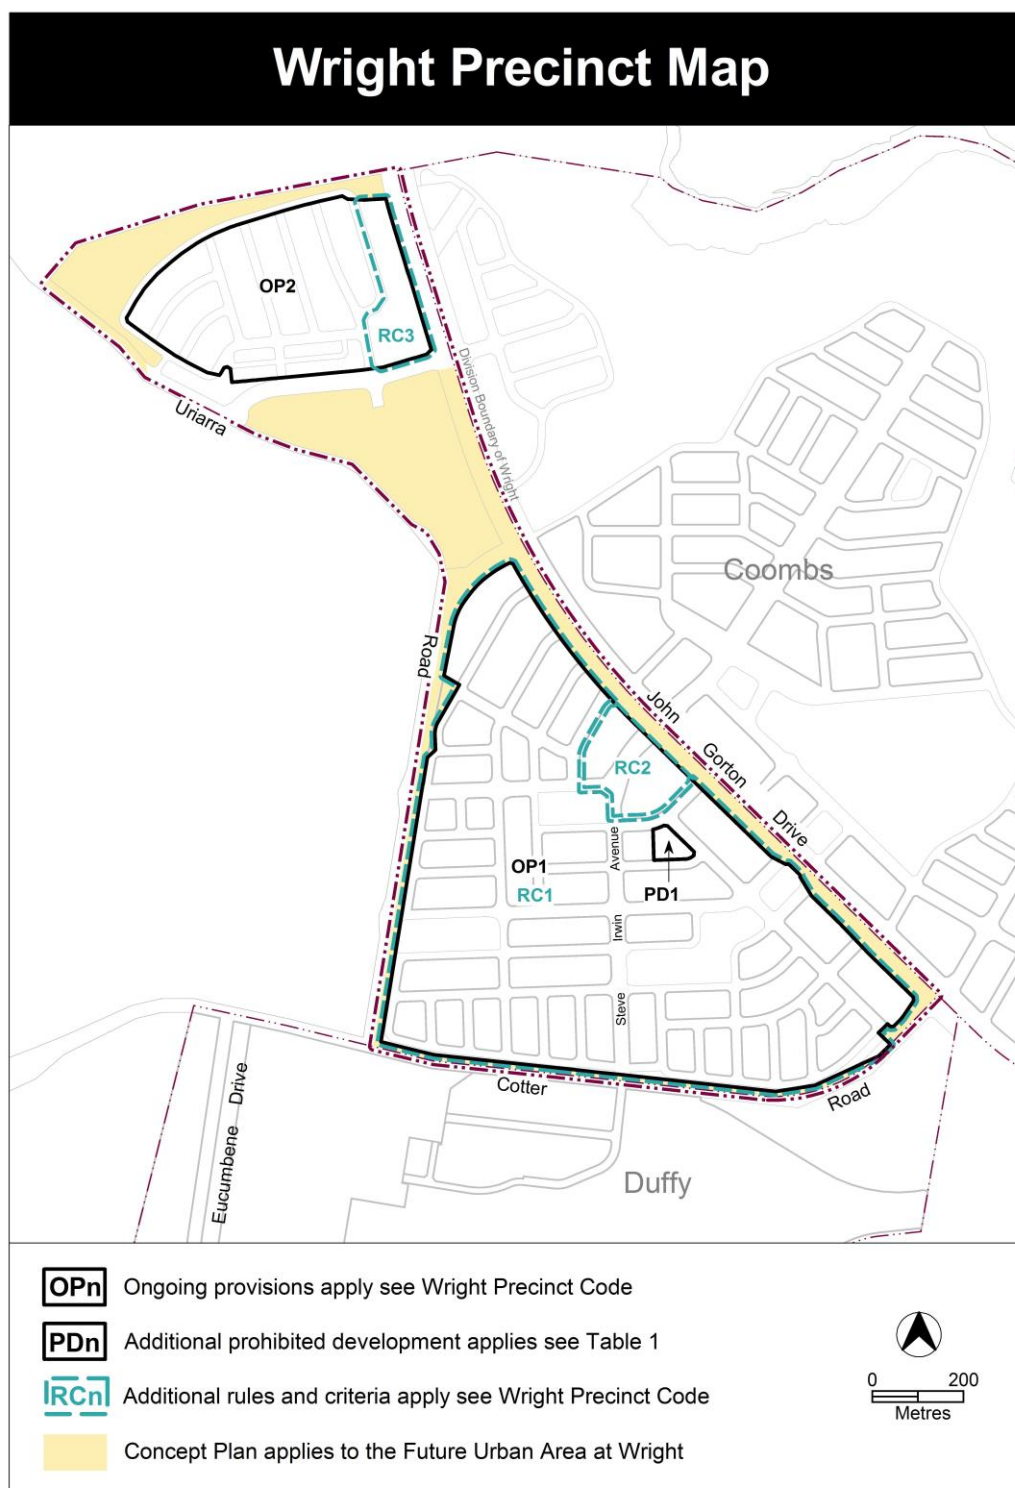 Wright Precinct Map
OP2
RC3
Uriarra
Division Boundary of Wright
Coombs
Road
John
Gorton
Drive
RC2
Avenue
OP1
RC1
PD1
Irwin
Steve
Cotter
Road
Eucumbene Drive
Duffy
OPn Ongoing provisions apply see Wright Precinct Code
PDn Additional prohibited development applies see Table 1
RCn Additional rules and criteria apply see Wright Precinct Code
Concept Plan applies to the Future Urban Area at Wright
0 200
Metres